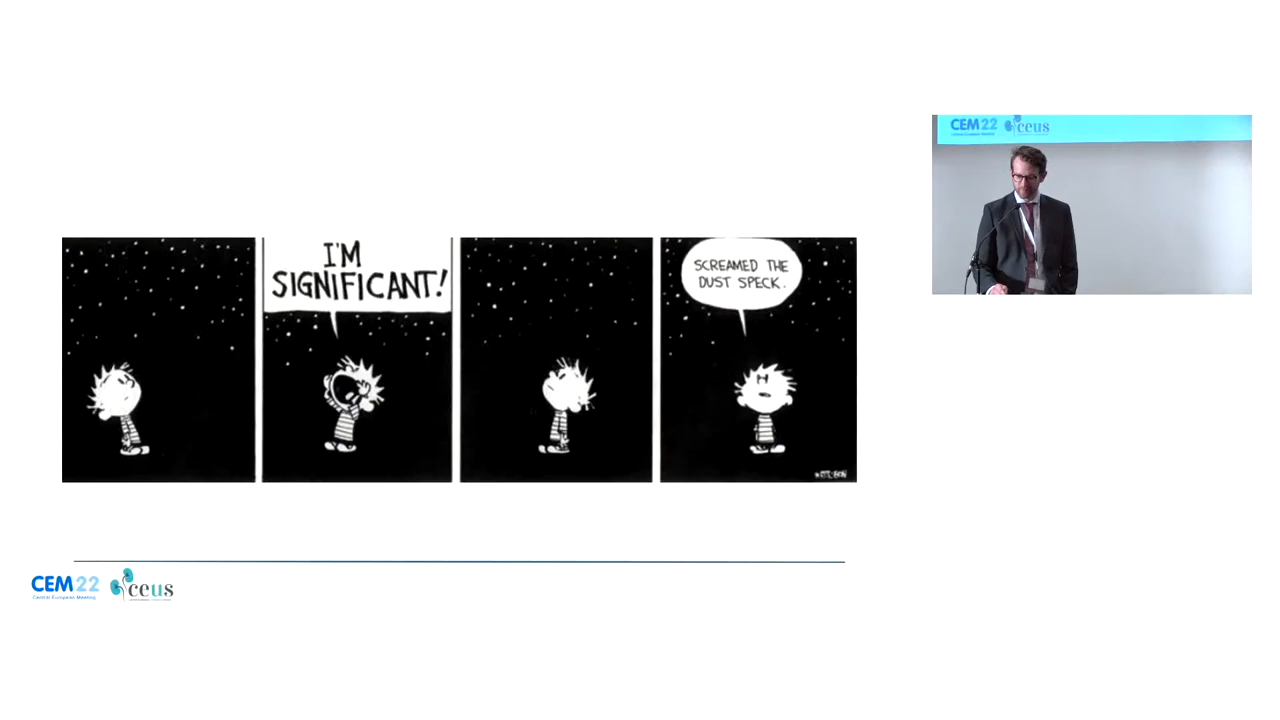 I'M
SIGNIFICANT!
SCREAMED THE
DUST SPECK.
CEM22
ceus
CEM22
Central European Meeting
ceus